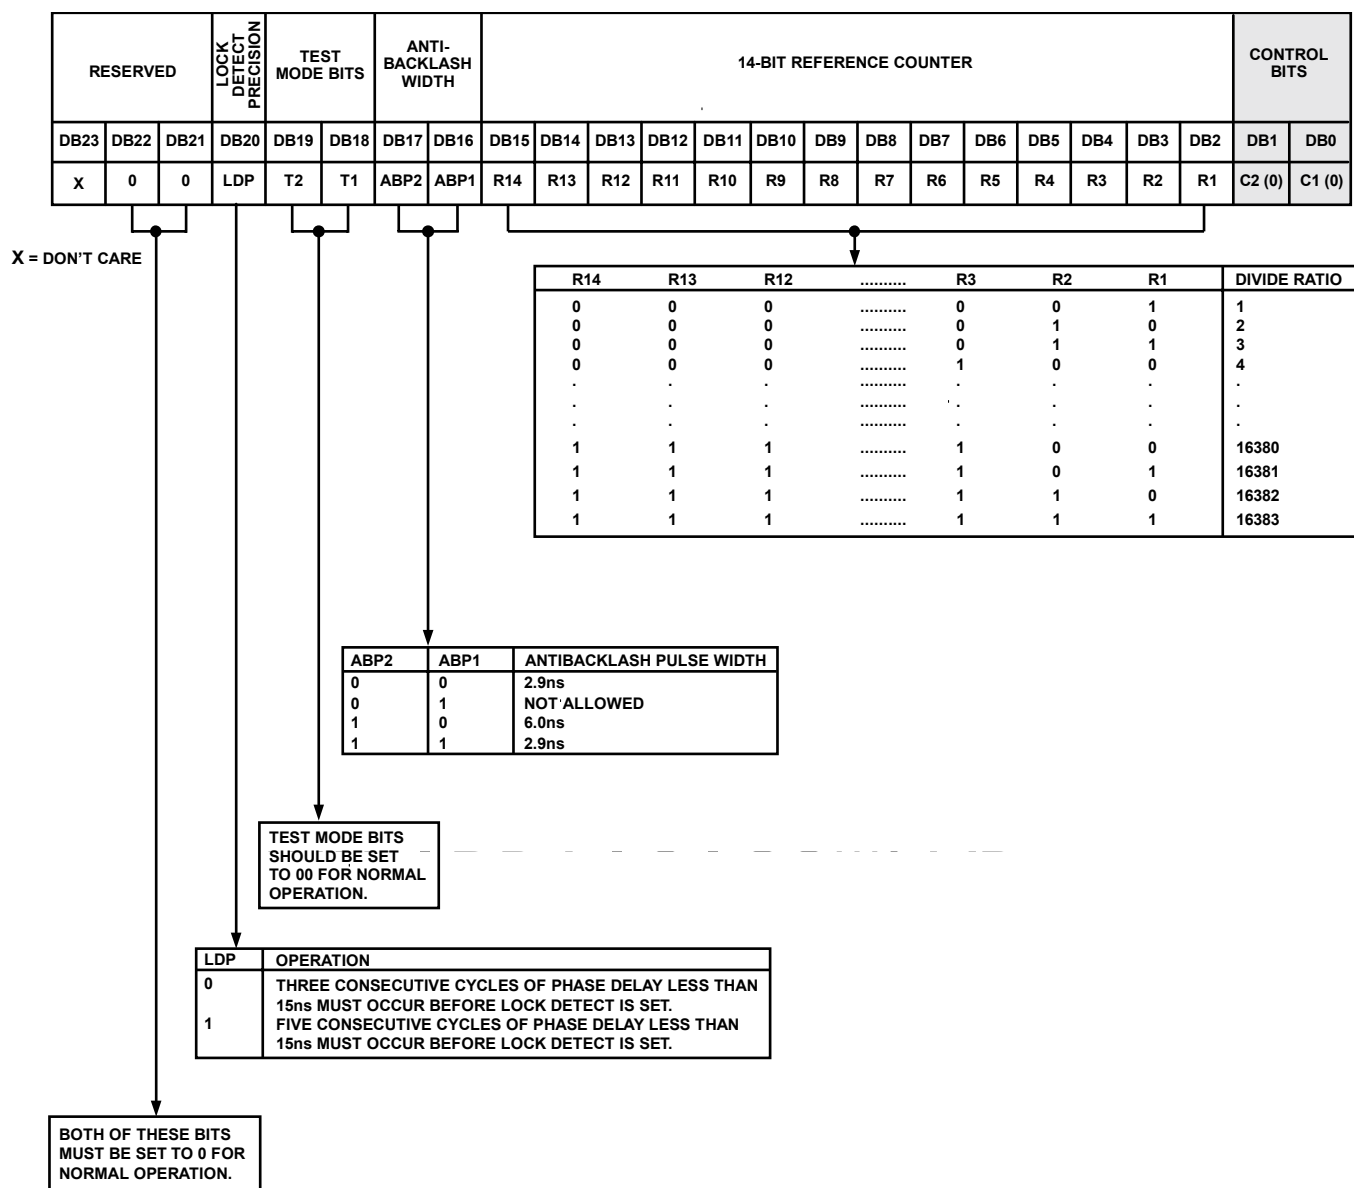 RESERVED
LOCK DETECT PRECISION
TEST MODE BITS
ANTI-BACKLASH WIDTH
14-BIT REFERENCE COUNTER
CONTROL BITS
DB23 DB22 DB21 DB20 DB19 DB18 DB17 DB16 DB15 DB14 DB13 DB12 DB11 DB10 DB9 DB8 DB7 DB6 DB5 DB4 DB3 DB2 DB1 DB0
X 0 0 LDP T2 T1 ABP2 ABP1 R14 R13 R12 R11 R10 R9 R8 R7 R6 R5 R4 R3 R2 R1 C2 (0) C1 (0)
X = DON'T CARE
R14 R13 R12 .......... R3 R2 R1 DIVIDE RATIO
0 0 0 .......... 0 0 1 1
0 0 0 .......... 0 1 0 2
0 0 0 .......... 0 1 1 3
0 0 0 .......... 1 0 0 4
. . . .......... . . . .
. . . .......... . . . .
. . . .......... . . . .
1 1 1 .......... 1 0 0 16380
1 1 1 .......... 1 0 1 16381
1 1 1 .......... 1 1 0 16382
1 1 1 .......... 1 1 1 16383
ABP2 ABP1 ANTIBACKLASH PULSE WIDTH
0 0 2.9ns
0 1 NOT ALLOWED
1 0 6.0ns
1 1 2.9ns
TEST MODE BITS
SHOULD BE SET
TO 00 FOR NORMAL
OPERATION.
LDP OPERATION
0 THREE CONSECUTIVE CYCLES OF PHASE DELAY LESS THAN
15ns MUST OCCUR BEFORE LOCK DETECT IS SET.
1 FIVE CONSECUTIVE CYCLES OF PHASE DELAY LESS THAN
15ns MUST OCCUR BEFORE LOCK DETECT IS SET.
BOTH OF THESE BITS
MUST BE SET TO 0 FOR
NORMAL OPERATION.